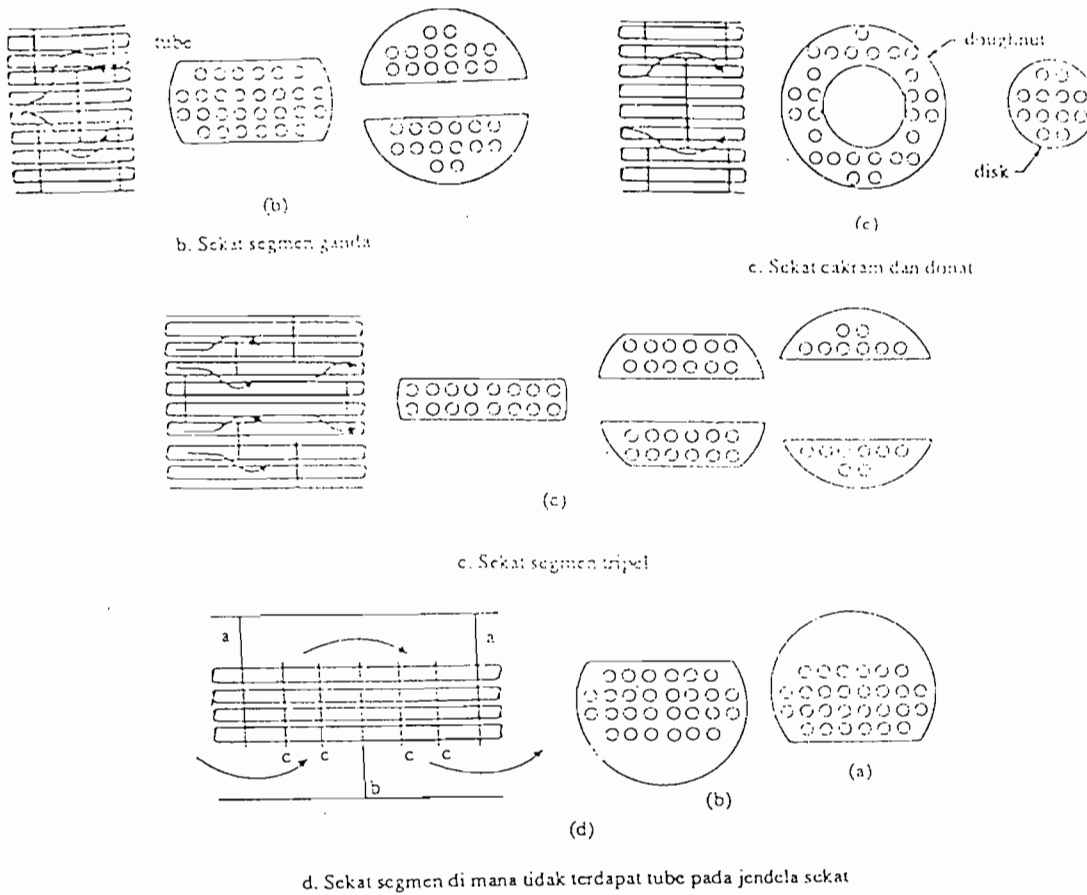 tube
doughnut
disk
(b)
b. Sekat segmen ganda
(e)
e. Sekat cakram dan donat
(c)
c. Sekat segmen tripel
a
a
c
c
c
c
b
(b)
(a)
(d)
d. Sekat segmen di mana tidak terdapat tube pada jendela sekat